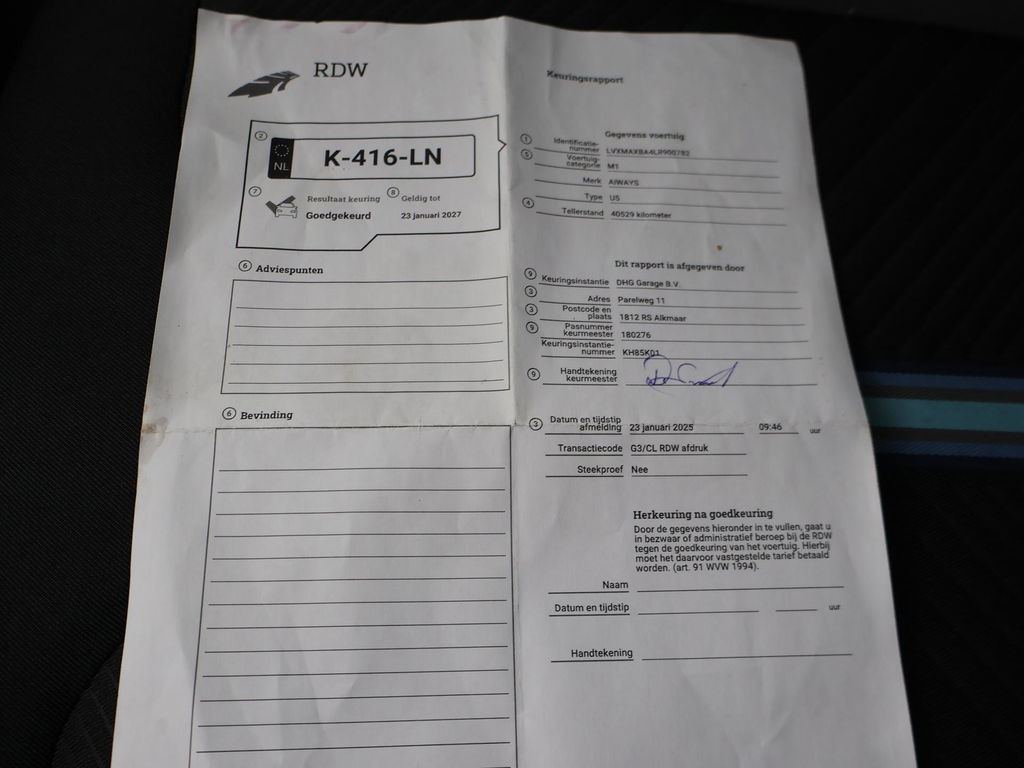 RDW
Keuringsrapport
2
NL
K-416-LN
7
Resultaat keuring
Goedgekeurd
8
Geldig tot
23 januari 2027
6 Adviespunten
6 Bevinding
Gegevens voertuig
1 Identificatie-
nummer LVXMAXBA4LR900782
5 Voertuig-
categorie M1
Merk AIWAYS
Type U5
4 Tellerstand 40529 kilometer
Dit rapport is afgegeven door
9 Keuringsinstantie DHG Garage B.V.
3 Adres Parelweg 11
3 Postcode en
plaats 1812 RS Alkmaar
9 Pasnummer
keurmeester 180276
Keuringsinstantie-
nummer KH85K01
9 Handtekening
keurmeester
3 Datum en tijdstip
afmelding 23 januari 2025 09:46 uur
Transactiecode G3/CL RDW afdruk
Steekproef Nee
Herkeuring na goedkeuring
Door de gegevens hieronder in te vullen, gaat u
in bezwaar of administratief beroep bij de RDW
tegen de goedkeuring van het voertuig. Hierbij
moet het daarvoor vastgestelde tarief betaald
worden. (art. 91 WVW 1994).
Naam
Datum en tijdstip uur
Handtekening